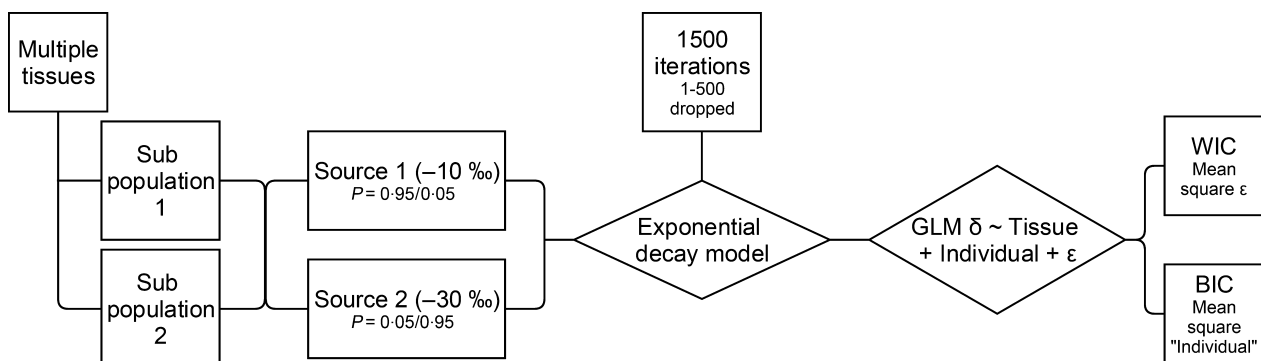 Multiple
tissues
Sub
population
1
Sub
population
2
Source 1 (–10 ‰)
P = 0·95/0·05
Source 2 (–30 ‰)
P = 0·05/0·95
1500
iterations
1-500
dropped
Exponential
decay model
GLM δ ~ Tissue
+ Individual + ε
WIC
Mean
square ε
BIC
Mean
square
"Individual"